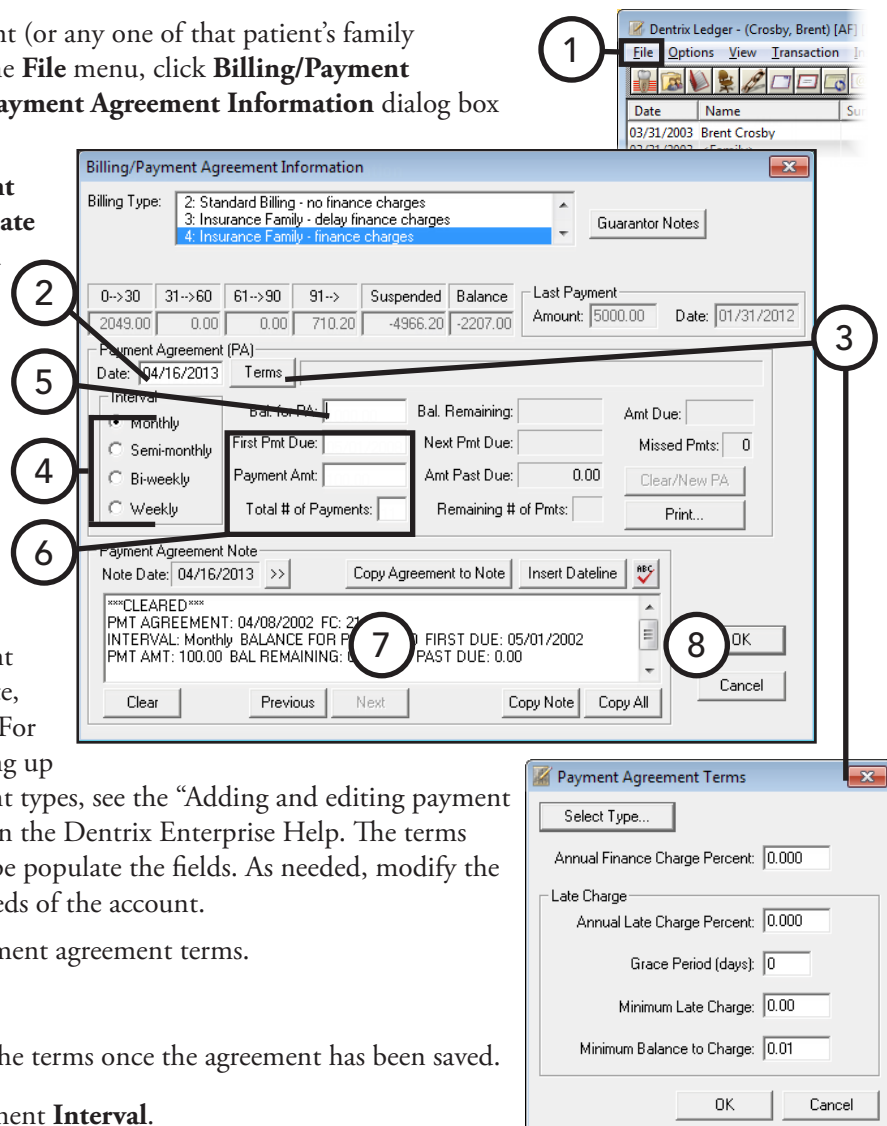 nt (or any one of that patient’s family
he File menu, click Billing/Payment
ayment Agreement Information dialog box
nt
ate
1
Dentrix Ledger - (Crosby, Brent) [AF]
File Options View Transaction In
Date Name Su
03/31/2003 Brent Crosby
03/31/2003 <Family>
Billing/Payment Agreement Information
Billing Type:
2: Standard Billing - no finance charges
3: Insurance Family - delay finance charges
4: Insurance Family - finance charges
Guarantor Notes
2
0-->30 31-->60 61-->90 91--> Suspended Balance
2049.00 0.00 0.00 710.20 -4966.20 -2207.00
Last Payment
Amount: 5000.00 Date: 01/31/2012
3
Payment Agreement (PA)
Date: 04/16/2013 Terms
5
Interval
Monthly
Semi-monthly
Bi-weekly
Weekly
4
Bal. for PA:
First Pmt Due:
Payment Amt:
Total # of Payments:
6
Bal. Remaining:
Next Pmt Due:
Amt Past Due: 0.00
Remaining # of Pmts:
Amt Due:
Missed Pmts: 0
Clear/New PA
Print...
Payment Agreement Note
Note Date: 04/16/2013 >> Copy Agreement to Note Insert Dateline ABC
***CLEARED***
PMT AGREEMENT: 04/08/2002 FC: 21
INTERVAL: Monthly BALANCE FOR FIRST DUE: 05/01/2002
PMT AMT: 100.00 BAL REMAINING: PAST DUE: 0.00
7
8
OK
Cancel
Clear Previous Next Copy Note Copy All
nt
te,
For
ng up
nt types, see the “Adding and editing payment
n the Dentrix Enterprise Help. The terms
be populate the fields. As needed, modify the
eds of the account.
ment agreement terms.
he terms once the agreement has been saved.
ment Interval.
Payment Agreement Terms
Select Type...
Annual Finance Charge Percent: 0.000
Late Charge
Annual Late Charge Percent: 0.000
Grace Period (days): 0
Minimum Late Charge: 0.00
Minimum Balance to Charge: 0.01
OK Cancel